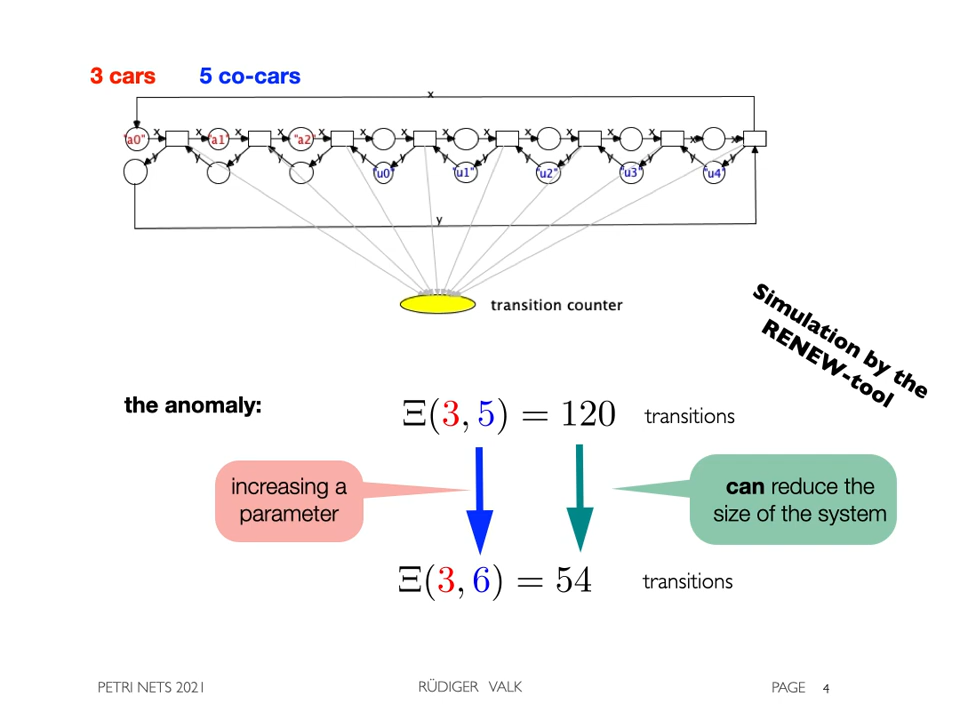 3 cars 5 co-cars
x
"a0" x x "a1" x x "a2" x x x x x x x x x x
y y y y "u0" y y "u1" y y "u2" y y "u3" y y "u4" y
y
transition counter
Simulation by the
RENEW-tool
the anomaly:
Ξ(3, 5) = 120 transitions
increasing a
parameter
can reduce the
size of the system
Ξ(3, 6) = 54 transitions
PETRI NETS 2021 RÜDIGER VALK PAGE 4